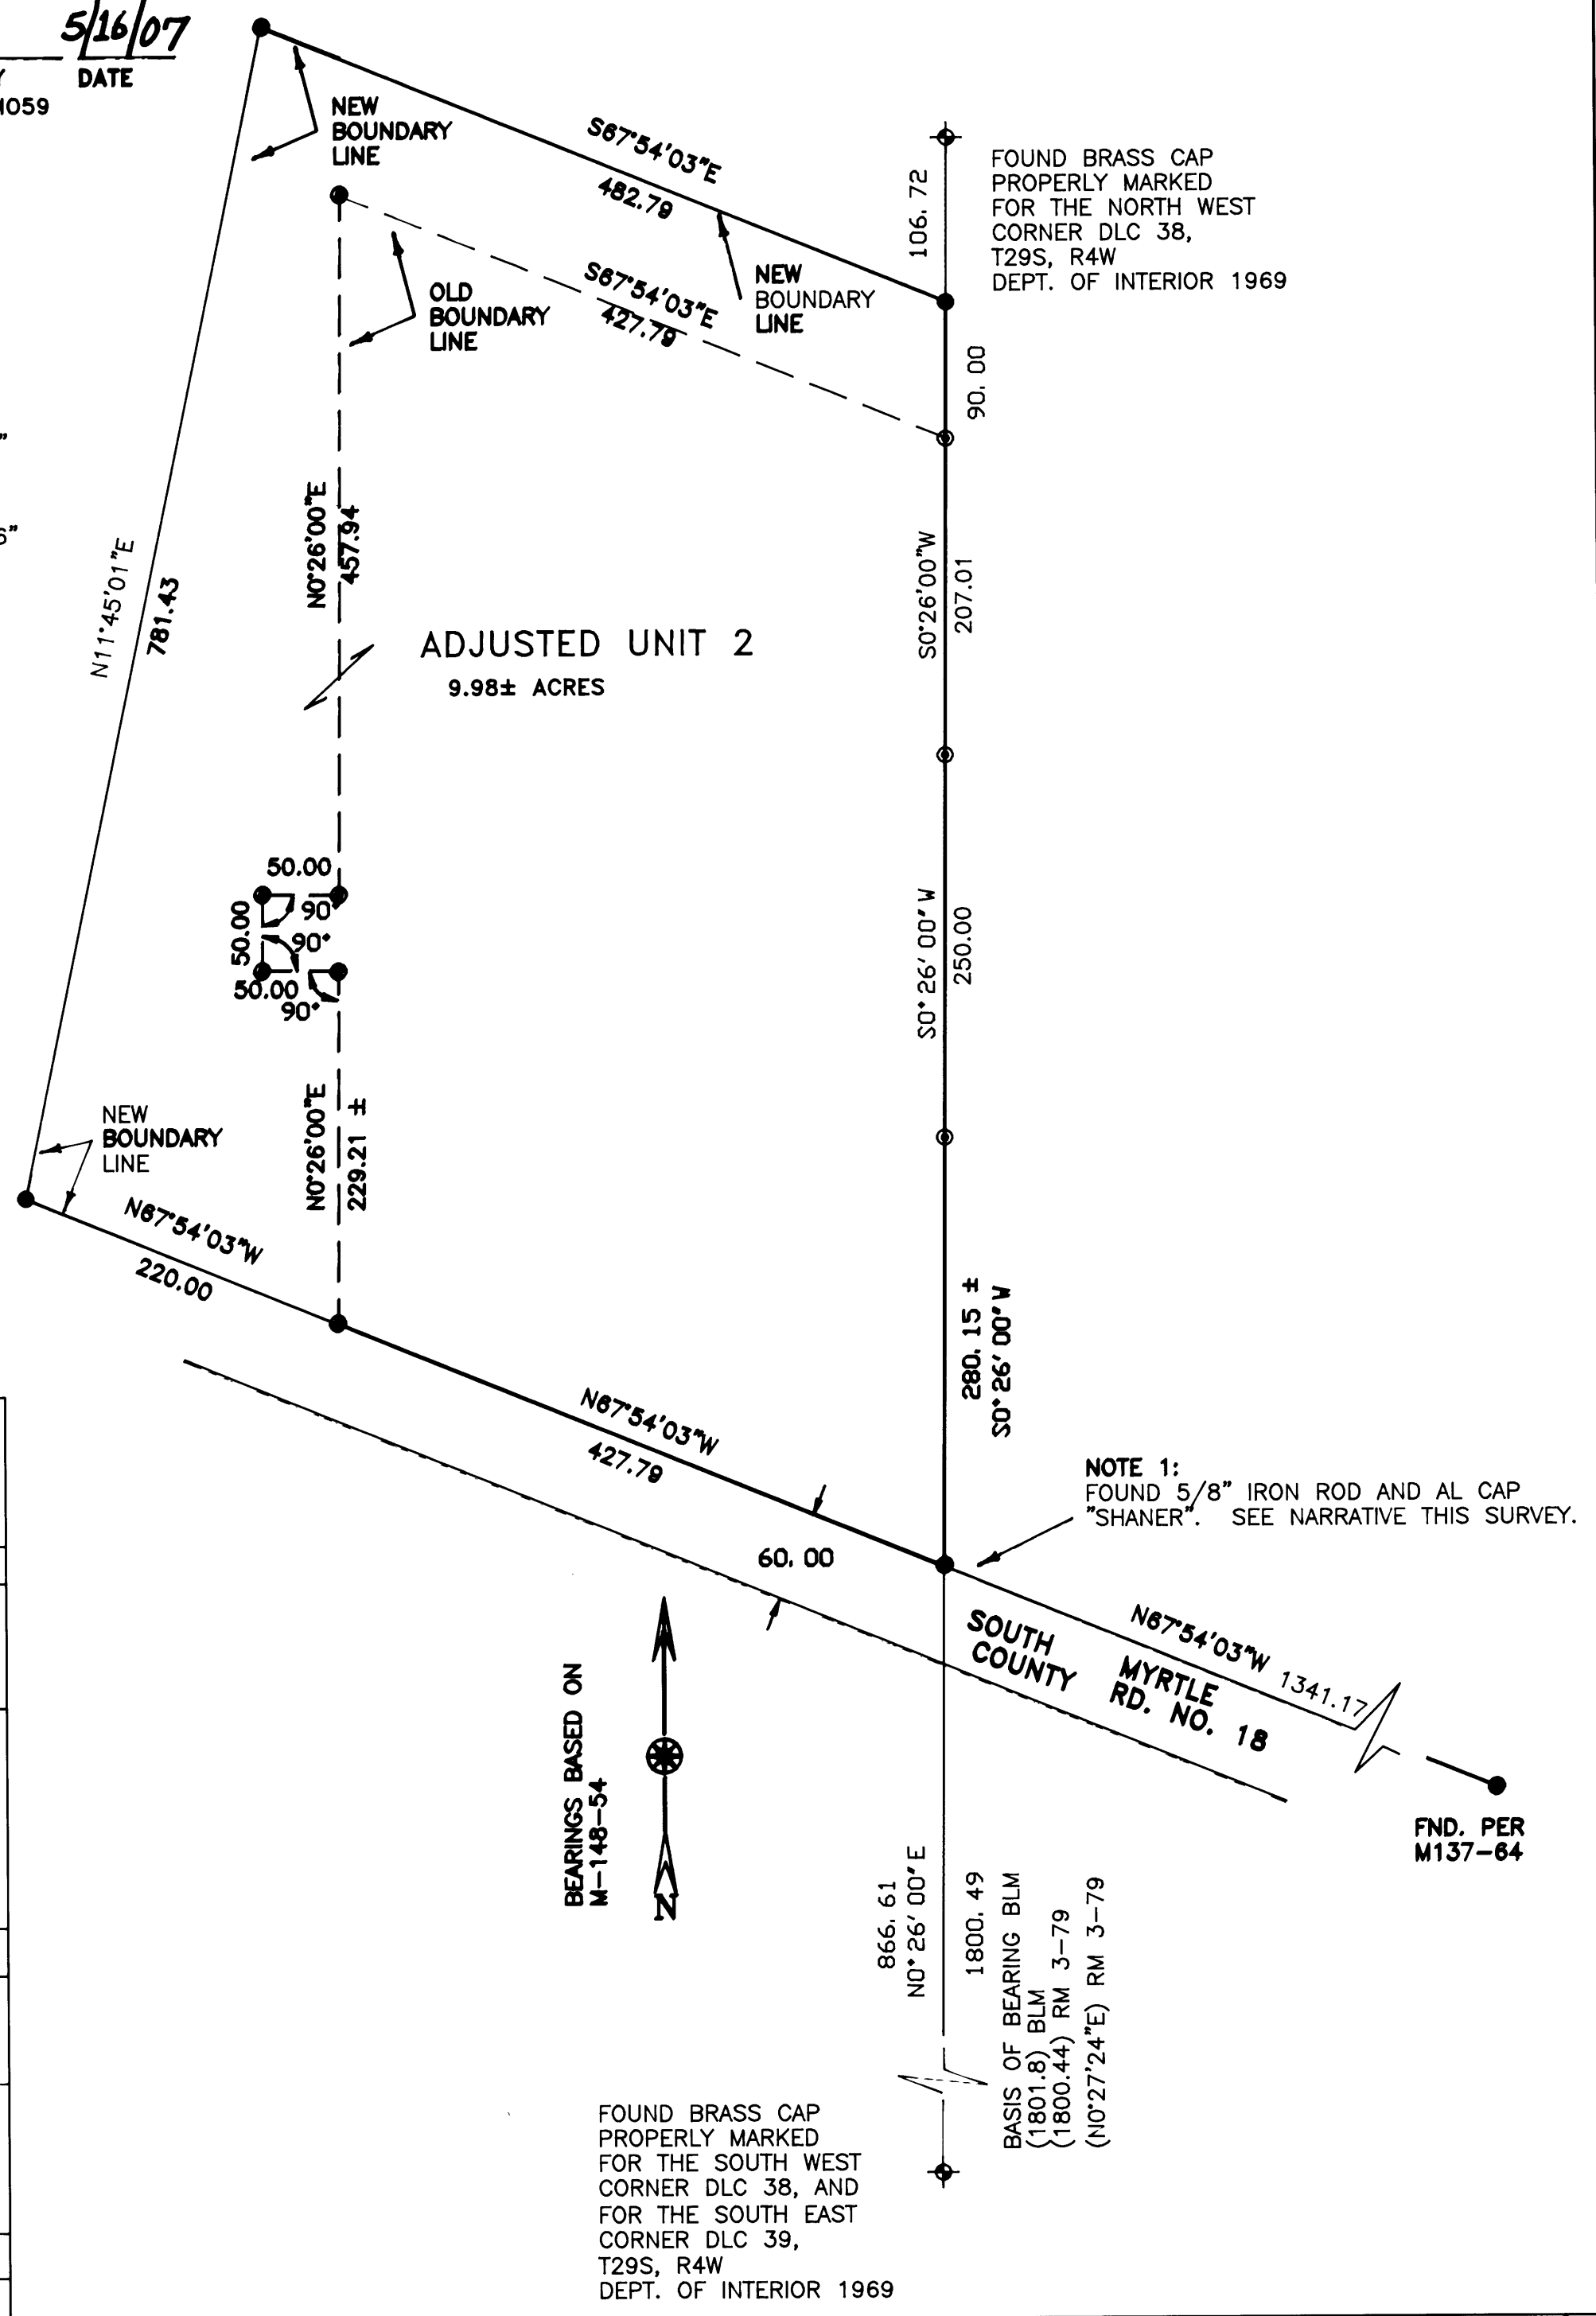 5/16/07
DATE
1059
NEW
BOUNDARY
LINE
S67°54'03"E
482.79
106.72
FOUND BRASS CAP
PROPERLY MARKED
FOR THE NORTH WEST
CORNER DLC 38,
T29S, R4W
DEPT. OF INTERIOR 1969
OLD
BOUNDARY
LINE
S67°54'03"E
427.79
NEW
BOUNDARY
LINE
90.00
N11°45'01"E
781.43
N0°26'00"E
457.94
S0°26'00"W
207.01
ADJUSTED UNIT 2
9.98± ACRES
50.00
90°
50.00
90°
50.00
90°
S0°26'00"W
250.00
NEW
BOUNDARY
LINE
N0°26'00"E
229.21 ±
N67°54'03"W
220.00
280.15 ±
S0°26'00"W
N67°54'03"W
427.79
NOTE 1:
FOUND 5/8" IRON ROD AND AL CAP
"SHANER". SEE NARRATIVE THIS SURVEY.
60.00
N67°54'03"W 1341.17
SOUTH MYRTLE
COUNTY RD. NO. 18
BEARINGS BASED ON
M-148-54
N
FND. PER
M137-64
866.61
N0°26'00"E
1800.49
BASIS OF BEARING BLM
(1801.8) BLM
(1800.44) RM 3-79
(N0°27'24"E) RM 3-79
FOUND BRASS CAP
PROPERLY MARKED
FOR THE SOUTH WEST
CORNER DLC 38, AND
FOR THE SOUTH EAST
CORNER DLC 39,
T29S, R4W
DEPT. OF INTERIOR 1969